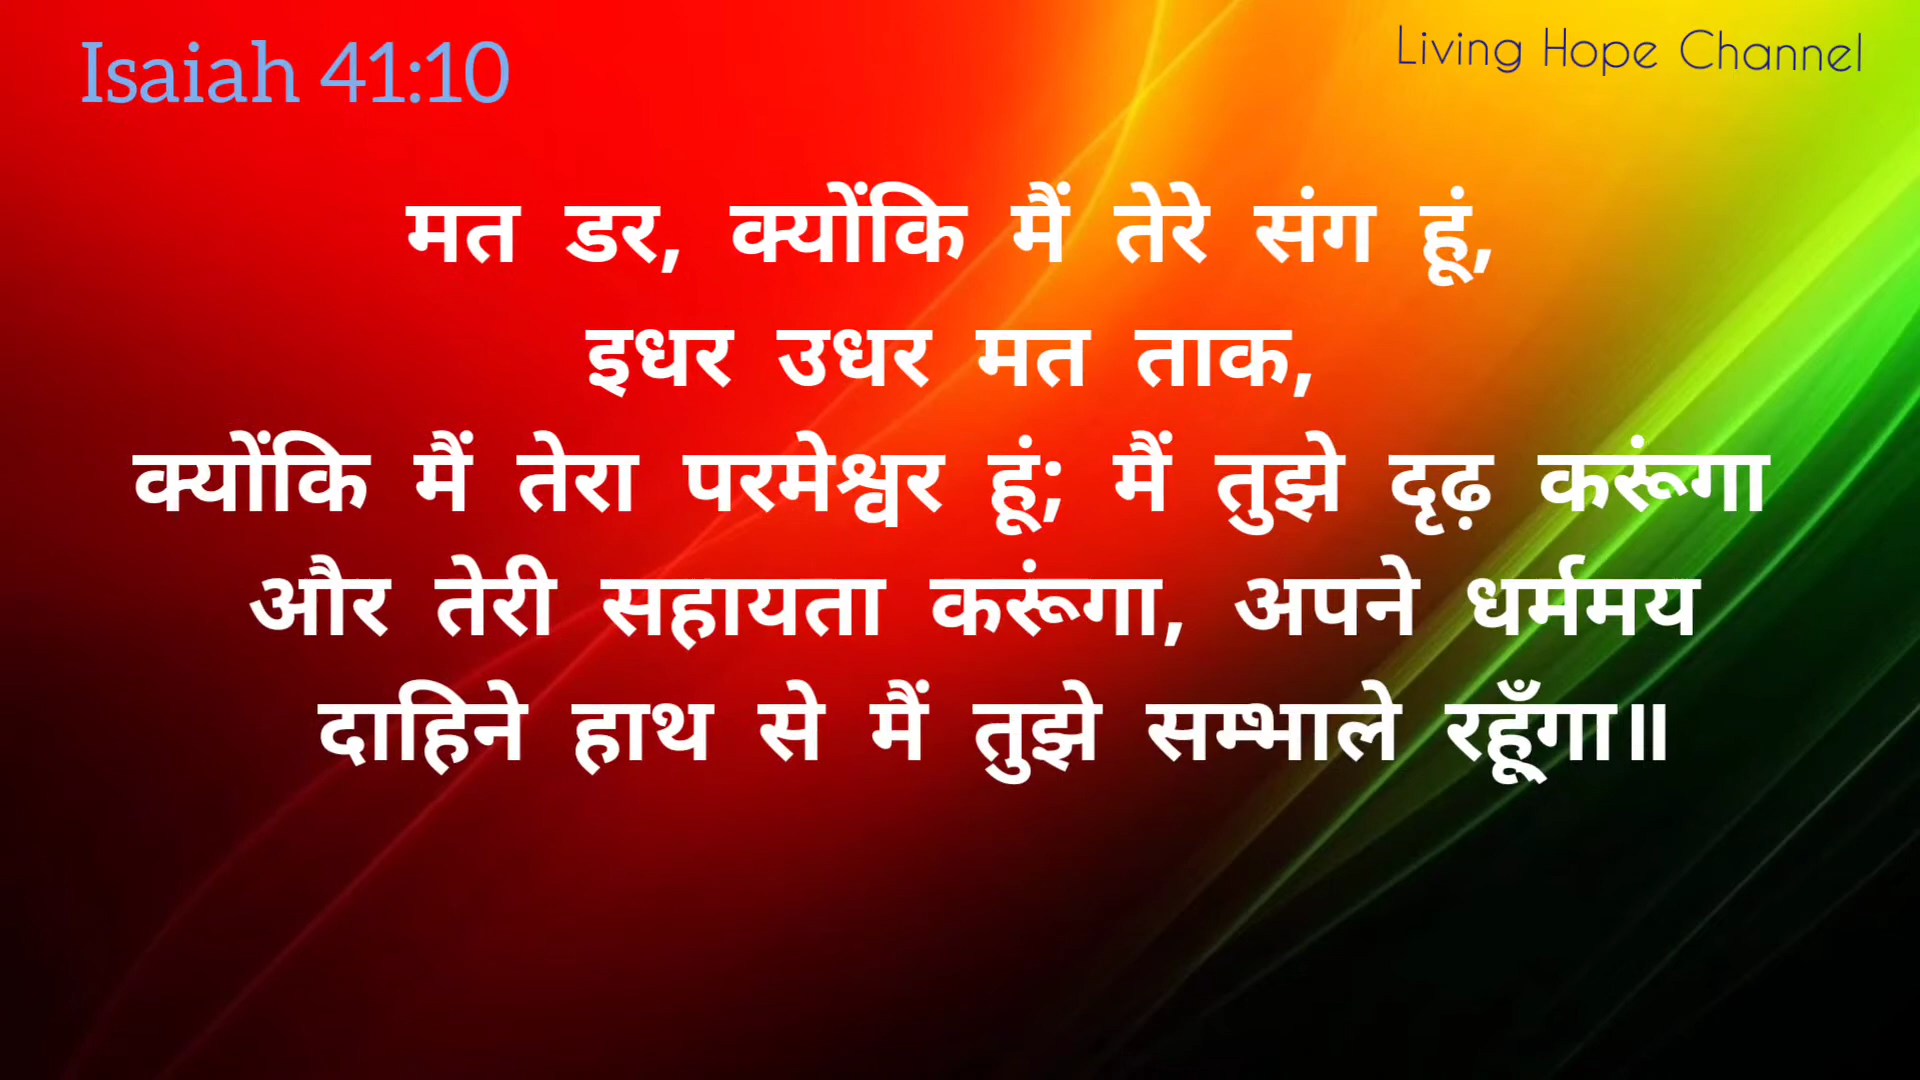 Isaiah 41:10
Living Hope Channel
मत डर, क्योंकि मैं तेरे संग हूं,
इधर उधर मत ताक,
क्योंकि मैं तेरा परमेश्वर हूं; मैं तुझे दृढ़ करूंगा
और तेरी सहायता करूंगा, अपने धर्ममय
दाहिने हाथ से मैं तुझे सम्भाले रहूँगा॥